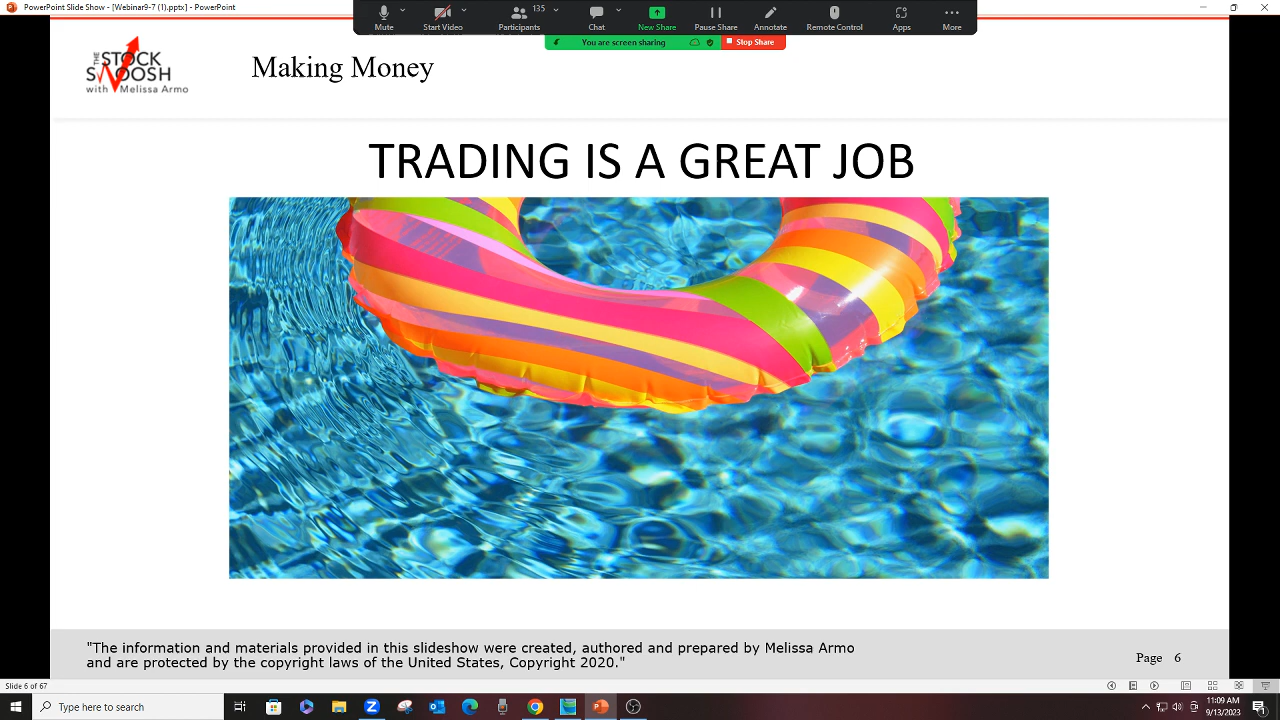 PowerPoint Slide Show - [Webinar9-7 (1).pptx] - PowerPoint
Mute
Start Video
135
Participants
Chat
New Share
Pause Share
Annotate
Remote Control
Apps
More
You are screen sharing
Stop Share
THE STOCK
SWOOSH
with Melissa Armo
Making Money
TRADING IS A GREAT JOB
"The information and materials provided in this slideshow were created, authored and prepared by Melissa Armo
and are protected by the copyright laws of the United States, Copyright 2020."
Page 6
Slide 6 of 67
Type here to search
11:09 AM
9/13/2023